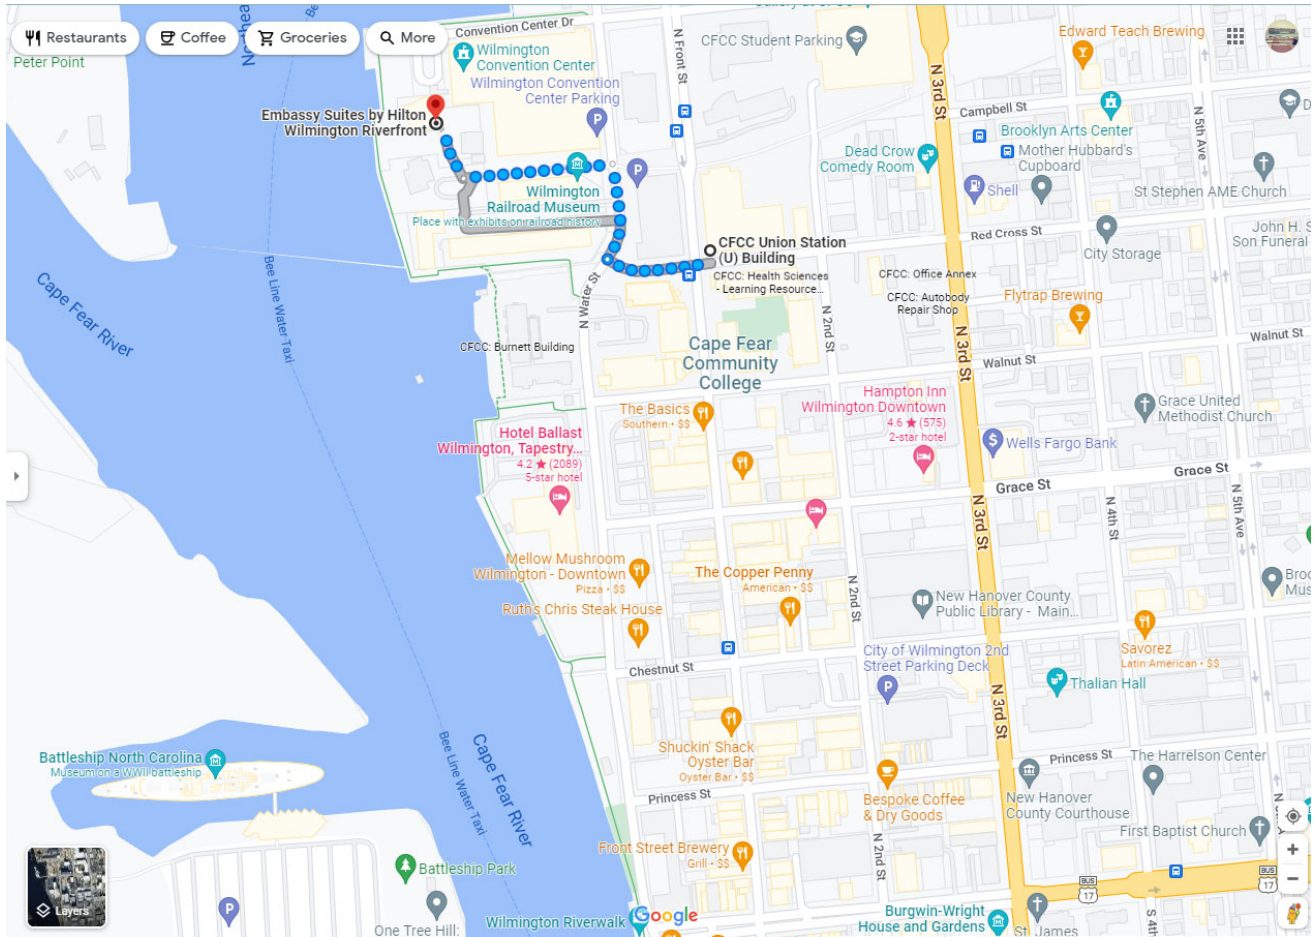 Restaurants
Coffee
Groceries
More
Peter Point
Convention Center Dr
Wilmington
Convention Center
Wilmington Convention
Center Parking
N Front St
CFCC Student Parking
N 3rd St
Edward Teach Brewing
Campbell St
Brooklyn Arts Center
N 5th Ave
Embassy Suites by Hilton
Wilmington Riverfront
Dead Crow
Comedy Room
Mother Hubbard's
Cupboard
Shell
St Stephen AME Church
P
P
Wilmington
Railroad Museum
Place with exhibits on railroad history
CFCC Union Station
(U) Building
Red Cross St
City Storage
John H. S
Son Funeral
CFCC: Health Sciences
- Learning Resource...
CFCC: Office Annex
CFCC: Autobody
Repair Shop
Flytrap Brewing
Cape Fear River
Bee Line Water Taxi
N Water St
N 2nd St
N 3rd St
CFCC: Burnett Building
Cape Fear
Community
College
Walnut St
Walnut St
Hampton Inn
Wilmington Downtown
4.6 ★ (575)
2-star hotel
The Basics
Southern • $$
Grace United
Methodist Church
Hotel Ballast
Wilmington, Tapestry...
4.2 ★ (2089)
5-star hotel
$
Wells Fargo Bank
Grace St
Grace St
N 3rd St
N 4th St
N 5th Ave
Mellow Mushroom
Wilmington - Downtown
Pizza • $$
The Copper Penny
American • $$
N 2nd St
Ruth's Chris Steak House
New Hanover County
Public Library - Main...
Broo
Mus
City of Wilmington 2nd
Street Parking Deck
P
Savorez
Latin American • $$
Chestnut St
Thalian Hall
N 3rd St
Battleship North Carolina
Museum on a WWII battleship
Cape Fear River
Bee Line Water Taxi
Shuckin' Shack
Oyster Bar
Oyster Bar • $$
Princess St
Princess St
The Harrelson Center
Bespoke Coffee
& Dry Goods
New Hanover
County Courthouse
First Baptist Church
Front Street Brewery
Grill • $$
N 2nd St
Battleship Park
Layers
P
One Tree Hill:
Wilmington Riverwalk
Google
Burgwin-Wright
House and Gardens
St. James
BUS
17
BUS
17
S 4th